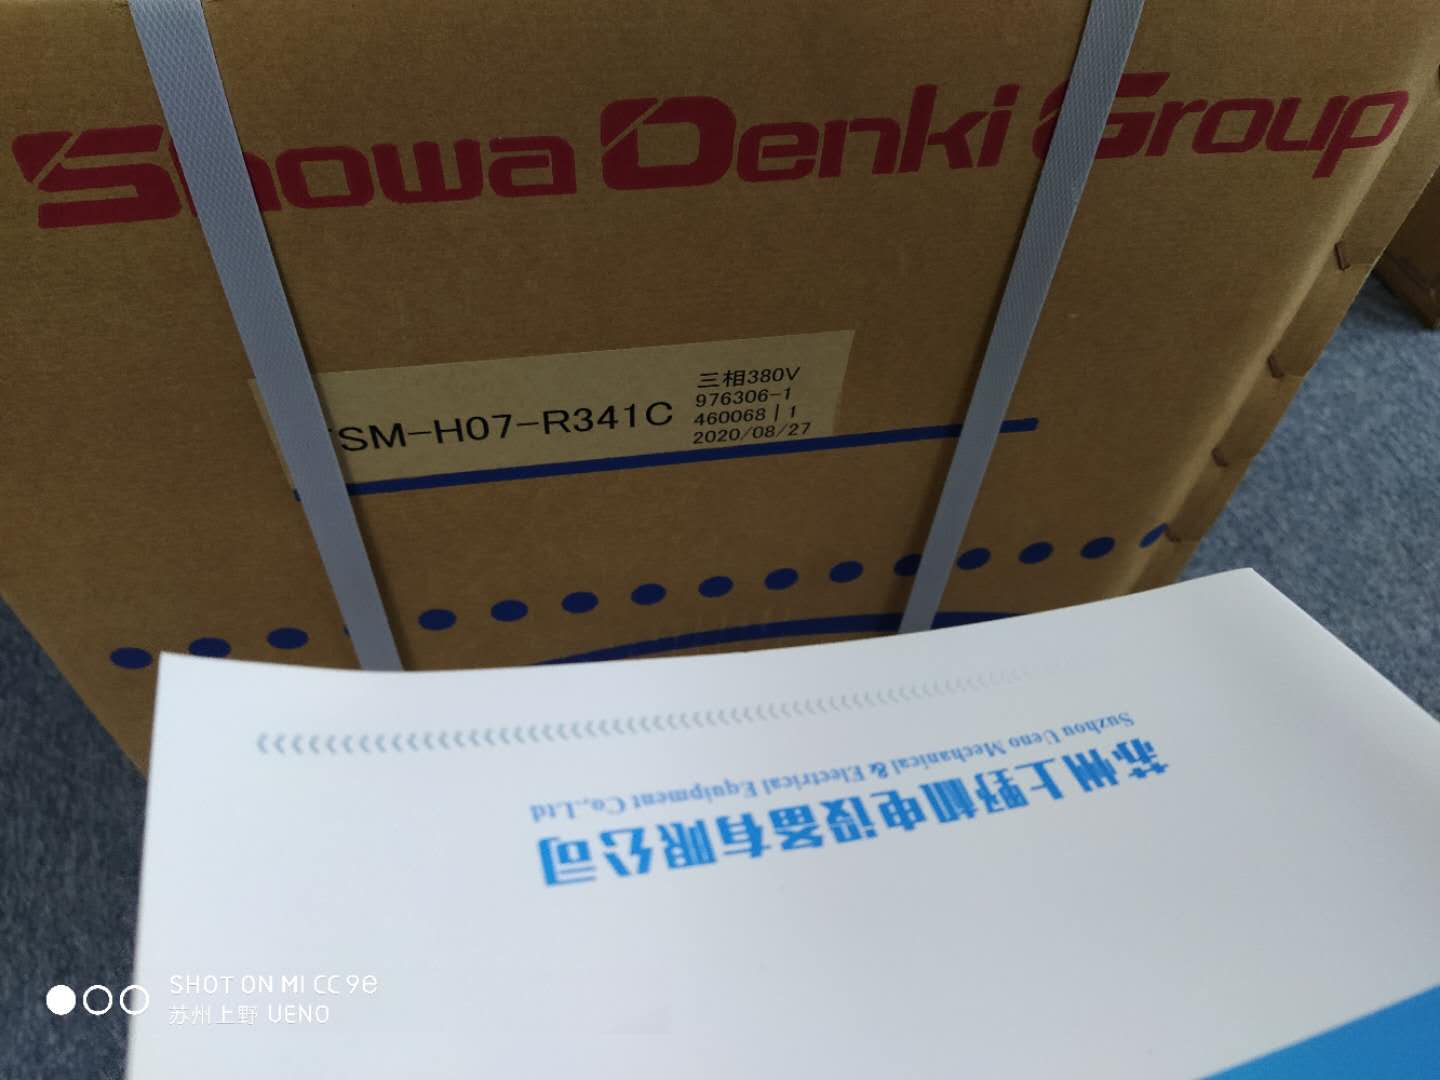 Showa Denki Group
SM-H07-R341C
三相380V
976306-1
460068|1
2020/08/27
苏州上野机电设备有限公司
Suzhou Ueno Mechanical & Electrical Equipment Co.,Ltd
SHOT ON MI CC9e
苏州上野 UENO